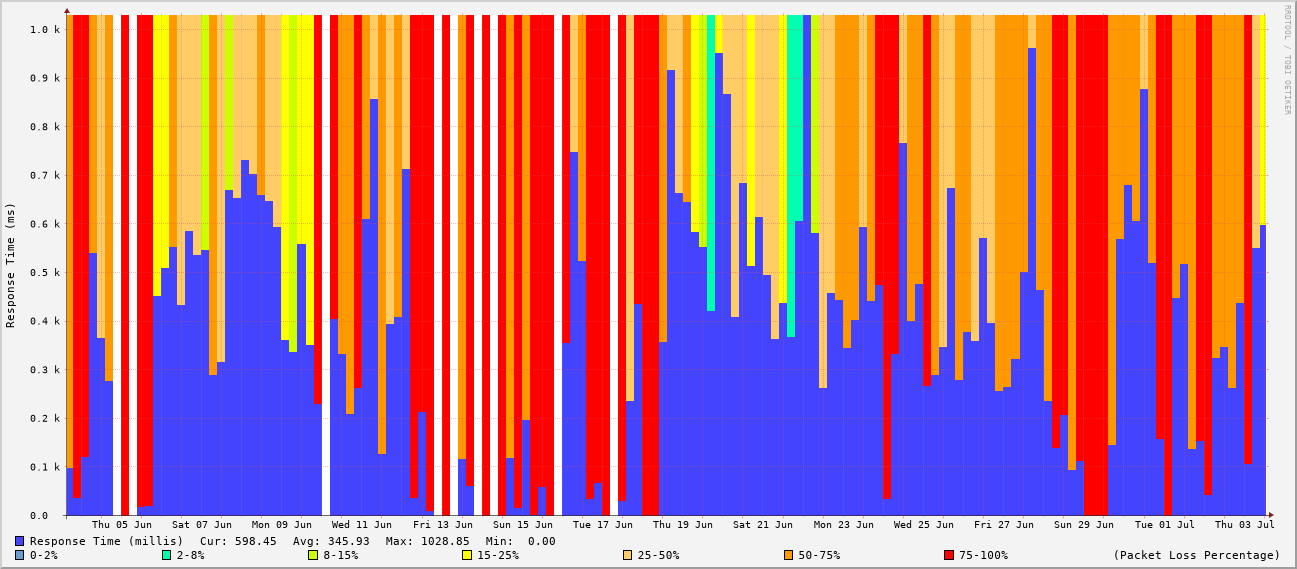 RRDTOOL / TOBI OETIKER
Response Time (ms)
1.0 k
0.9 k
0.8 k
0.7 k
0.6 k
0.5 k
0.4 k
0.3 k
0.2 k
0.1 k
0.0
Thu 05 Jun Sat 07 Jun Mon 09 Jun Wed 11 Jun Fri 13 Jun Sun 15 Jun Tue 17 Jun Thu 19 Jun Sat 21 Jun Mon 23 Jun Wed 25 Jun Fri 27 Jun Sun 29 Jun Tue 01 Jul Thu 03 Jul
Response Time (millis) Cur: 598.45 Avg: 345.93 Max: 1028.85 Min: 0.00
0-2% 2-8% 8-15% 15-25% 25-50% 50-75% 75-100% (Packet Loss Percentage)